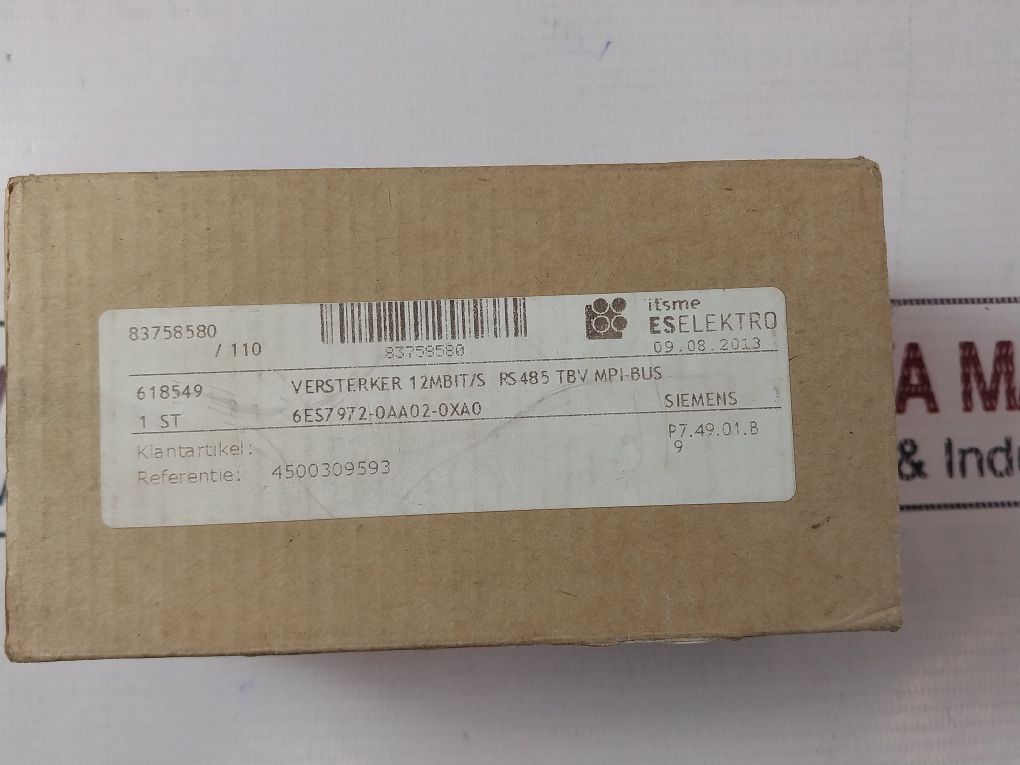 83758580
/ 110
83758580
itsme
ESELEKTRO
09.08.2013
618549
VERSTERKER 12MBIT/S RS485 TBV MPI-BUS
1 ST
6ES7972-0AA02-0XA0
SIEMENS
Klantartikel:
P7.49.01.B
9
Referentie: 4500309593
A M
& Ind